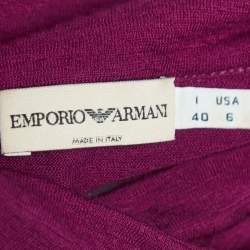 EMPORIO ARMANI
MADE IN ITALY
I USA
40 6